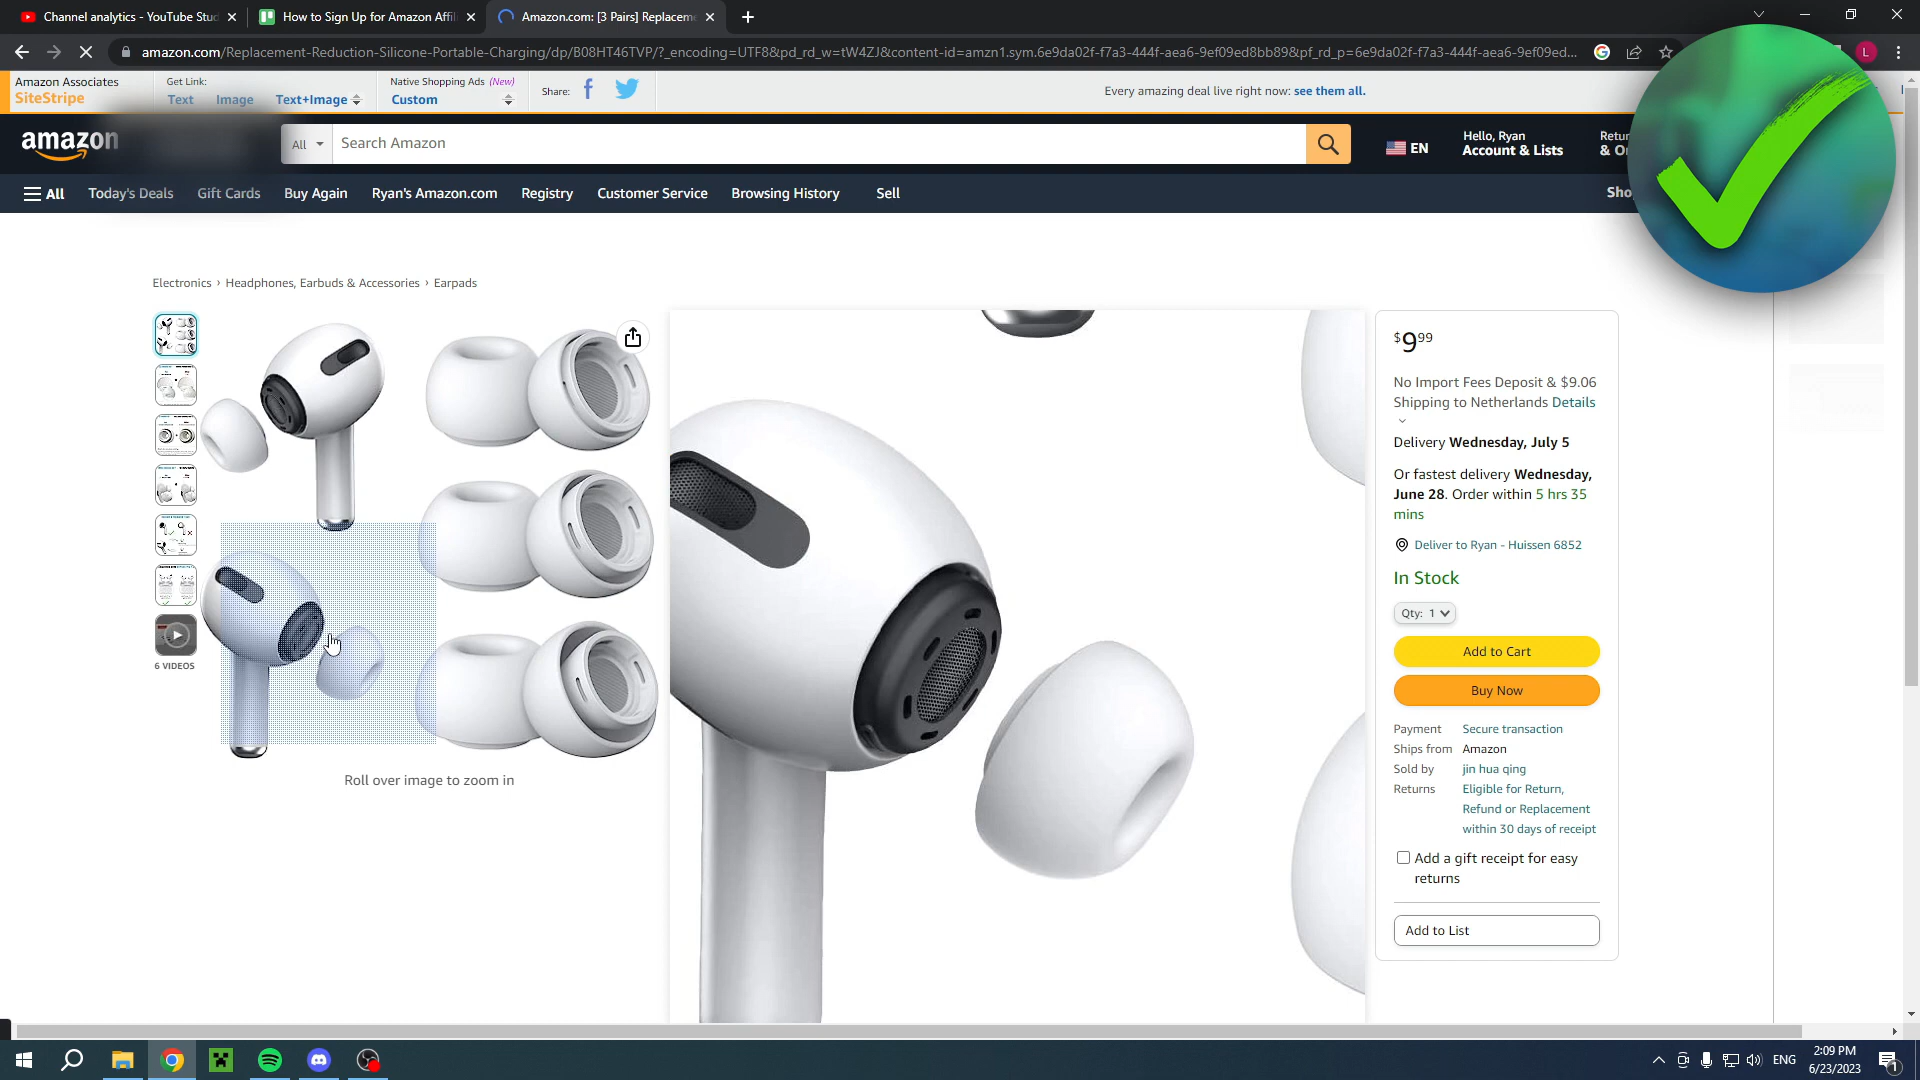 Channel analytics - YouTube Stud
How to Sign Up for Amazon Affil
Amazon.com: [3 Pairs] Replacem
amazon.com/Replacement-Reduction-Silicone-Portable-Charging/dp/B08HT46TVP/?_encoding=UTF8&pd_rd_w=tW4ZJ&content-id=amzn1.sym.6e9da02f-f7a3-444f-aea6-9ef09ed8bb89&pf_rd_p=6e9da02f-f7a3-444f-aea6-9ef09ed...
L
Amazon Associates
SiteStripe
Get Link:
Text Image Text+Image
Native Shopping Ads (New)
Custom
Share:
Every amazing deal live right now: see them all.
amazon
All
Search Amazon
EN
Hello, Ryan
Account & Lists
Retur
& O
All
Today's Deals
Gift Cards
Buy Again
Ryan's Amazon.com
Registry
Customer Service
Browsing History
Sell
Sho
Electronics › Headphones, Earbuds & Accessories › Earpads
6 VIDEOS
Roll over image to zoom in
$9 99
No Import Fees Deposit & $9.06
Shipping to Netherlands Details
Delivery Wednesday, July 5
Or fastest delivery Wednesday,
June 28. Order within 5 hrs 35
mins
Deliver to Ryan - Huissen 6852
In Stock
Qty: 1
Add to Cart
Buy Now
Payment Secure transaction
Ships from Amazon
Sold by jin hua qing
Returns Eligible for Return,
Refund or Replacement
within 30 days of receipt
Add a gift receipt for easy
returns
Add to List
ENG
2:09 PM
6/23/2023
1